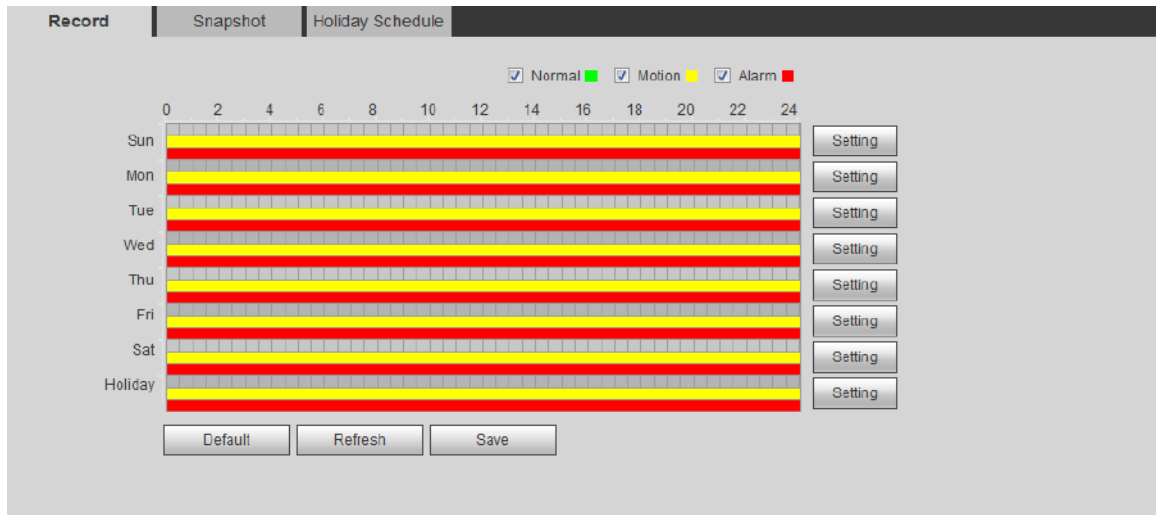 Record Snapshot Holiday Schedule
Normal Motion Alarm
0 2 4 6 8 10 12 14 16 18 20 22 24
Sun Setting
Mon Setting
Tue Setting
Wed Setting
Thu Setting
Fri Setting
Sat Setting
Holiday Setting
Default Refresh Save